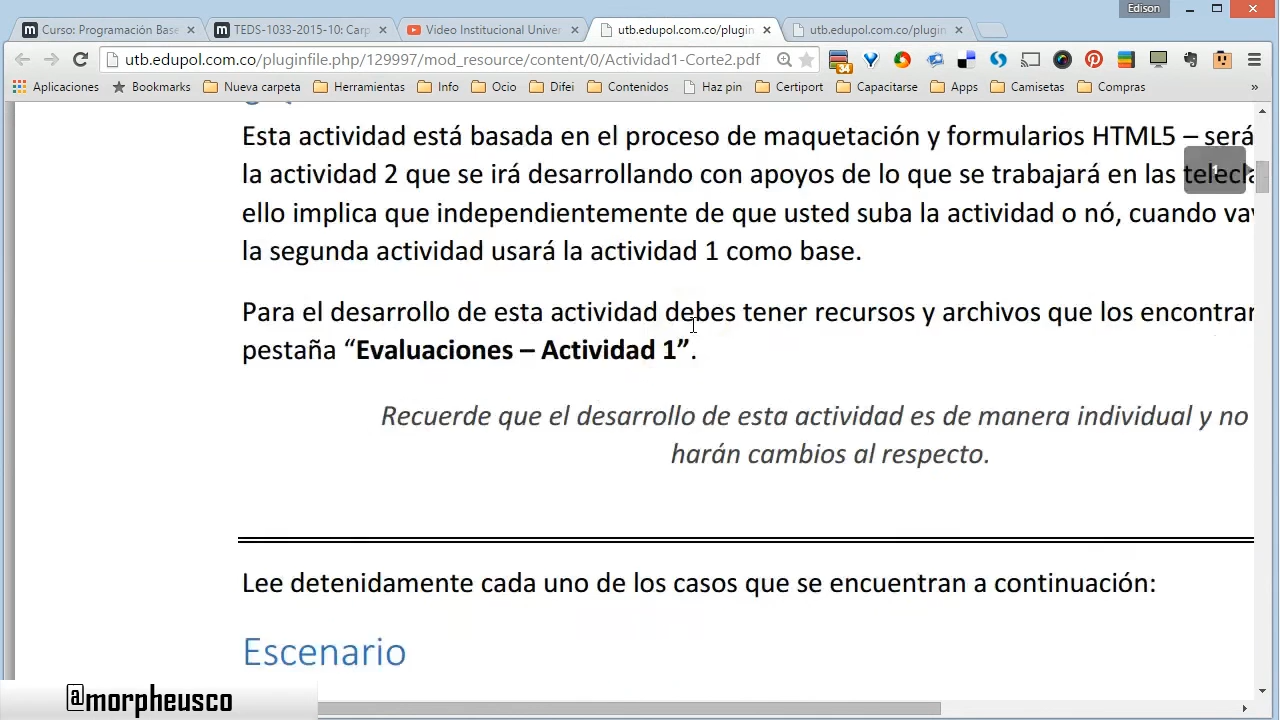 Edison
Curso: Programación Base
TEDS-1033-2015-10: Carp
Video Institucional Univer
utb.edupol.com.co/plugin
utb.edupol.com.co/plugin
utb.edupol.com.co/pluginfile.php/129997/mod_resource/content/0/Actividad1-Corte2.pdf
Aplicaciones
Bookmarks
Nueva carpeta
Herramientas
Info
Ocio
Difei
Contenidos
Haz pin
Certiport
Capacitarse
Apps
Camisetas
Compras
Esta actividad está basada en el proceso de maquetación y formularios HTML5 – será
la actividad 2 que se irá desarrollando con apoyos de lo que se trabajará en las telecla
ello implica que independientemente de que usted suba la actividad o nó, cuando vay
la segunda actividad usará la actividad 1 como base.
Para el desarrollo de esta actividad debes tener recursos y archivos que los encontrar
pestaña “Evaluaciones – Actividad 1”.
Recuerde que el desarrollo de esta actividad es de manera individual y no
harán cambios al respecto.
Lee detenidamente cada uno de los casos que se encuentran a continuación:
Escenario
@morpheusco